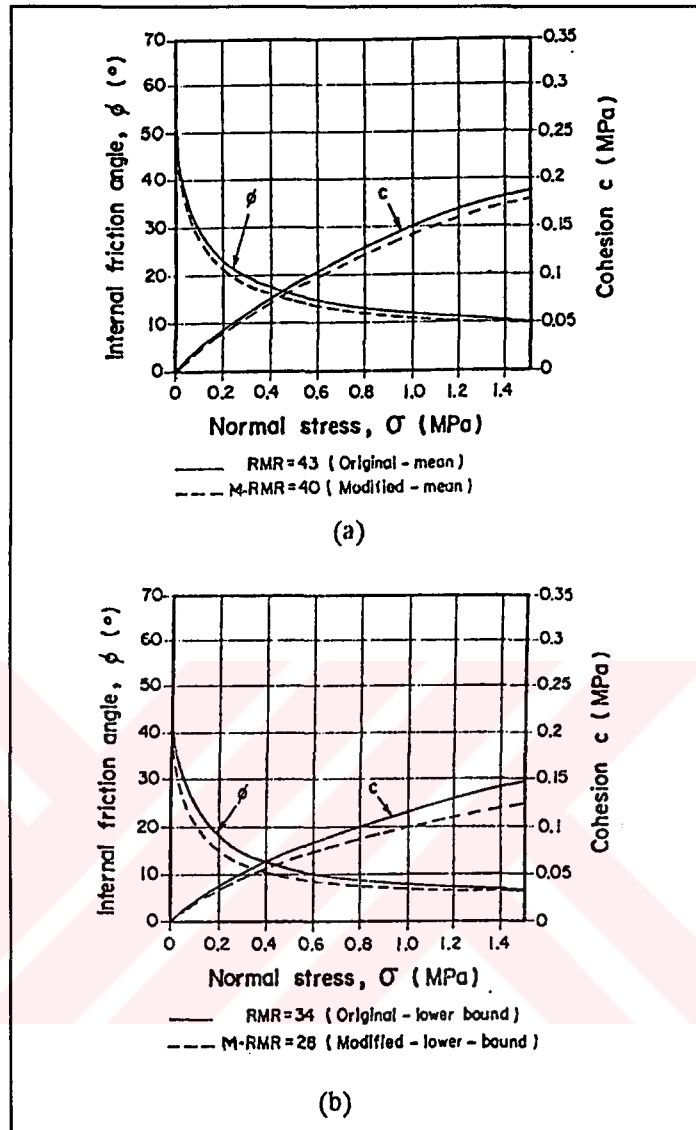 Internal friction angle, ϕ (°)
70
60
50
40
30
20
10
0
ϕ
c
0.35
0.3
0.25
0.2
0.15
0.1
0.05
0
Cohesion c (MPa)
0 0.2 0.4 0.6 0.8 1.0 1.2 1.4
Normal stress, σ (MPa)
RMR=43 (Original-mean)
M-RMR=40 (Modified-mean)
(a)
Internal friction angle, ϕ (°)
70
60
50
40
30
20
10
0
ϕ
c
0.35
0.3
0.25
0.2
0.15
0.1
0.05
0
Cohesion c (MPa)
0 0.2 0.4 0.6 0.8 1.0 1.2 1.4
Normal stress, σ (MPa)
RMR=34 (Original-lower bound)
M-RMR=28 (Modified-lower-bound)
(b)